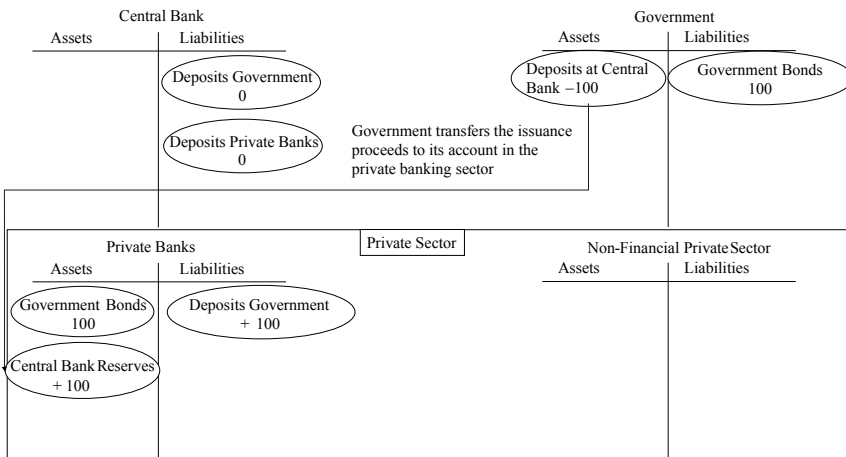 Central Bank
Assets Liabilities
Deposits Government
0
Deposits Private Banks
0
Government
Assets Liabilities
Deposits at Central
Bank –100
Government Bonds
100
Government transfers the issuance
proceeds to its account in the
private banking sector
Private Sector
Private Banks
Assets Liabilities
Government Bonds
100
Deposits Government
+ 100
Central Bank Reserves
+ 100
Non-Financial Private Sector
Assets Liabilities